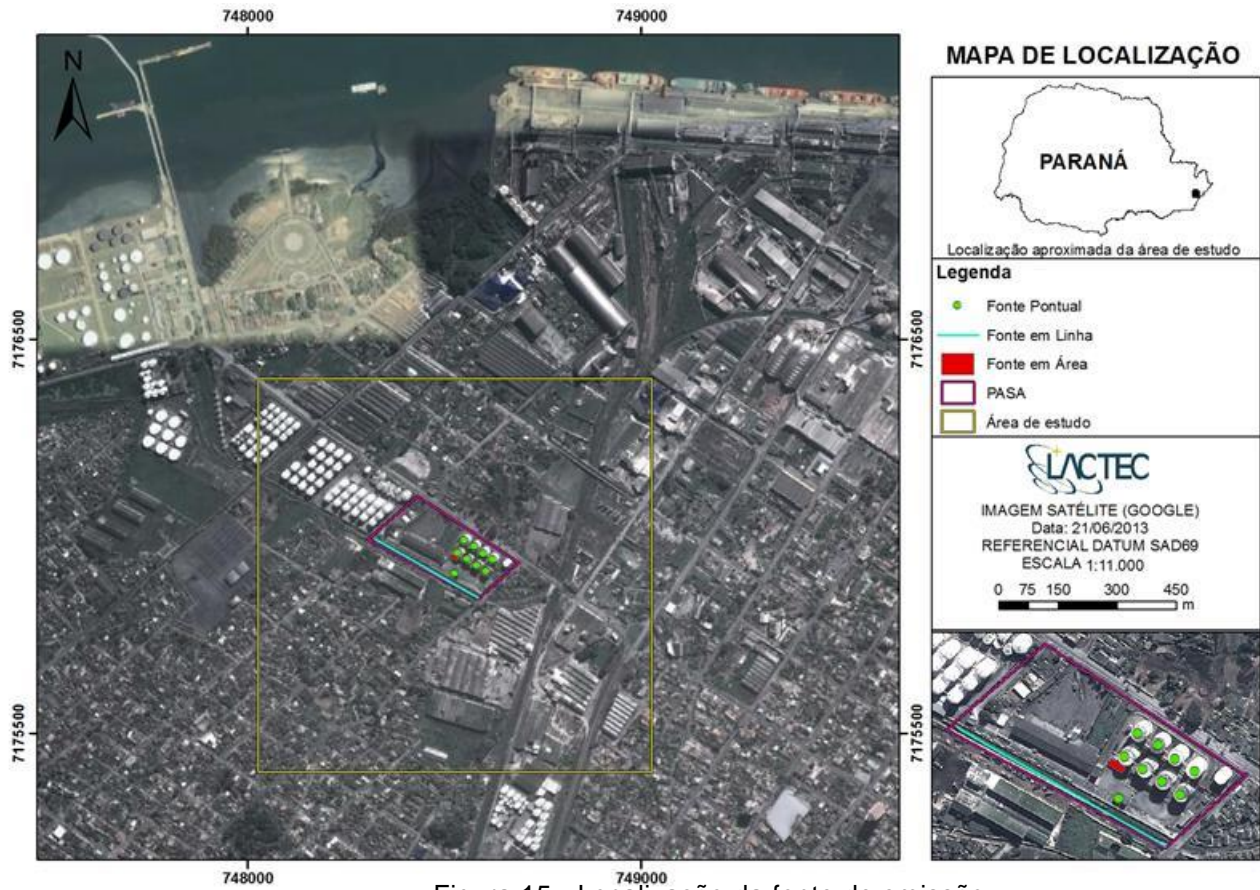 748000
749000
N
7176500
7175500
7176500
7175500
748000
749000
MAPA DE LOCALIZAÇÃO
PARANÁ
Localização aproximada da área de estudo
Legenda
Fonte Pontual
Fonte em Linha
Fonte em Área
PASA
Área de estudo
LACTEC
IMAGEM SATÉLITE (GOOGLE)
Data: 21/06/2013
REFERENCIAL DATUM SAD69
ESCALA 1:11.000
0 75 150 300 450
m